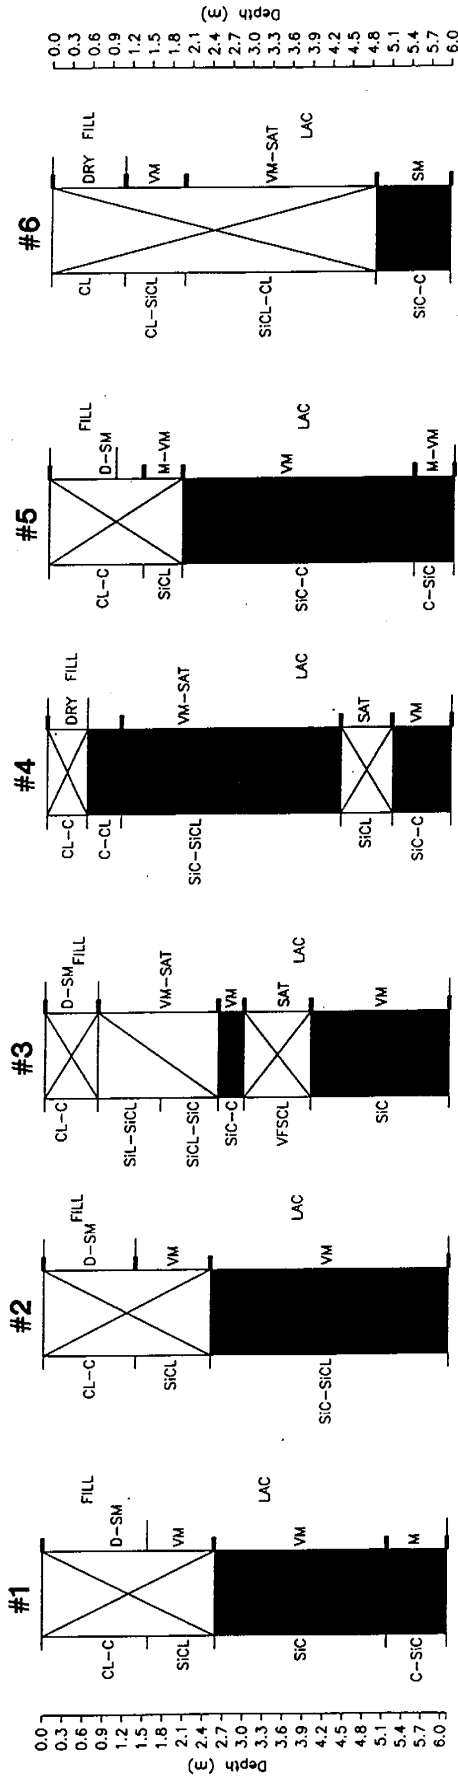 #1
#2
#3
#4
#5
#6
Depth (m)
0.0
0.3
0.6
0.9
1.2
1.5
1.8
2.1
2.4
2.7
3.0
3.3
3.6
3.9
4.2
4.5
4.8
5.1
5.4
5.7
6.0
CL-C
SiCL
SiC
C-SiC
FILL
D-SM
VM
LAC
VM
M
CL-C
SiCL
SiC-SiCL
FILL
D-SM
VM
LAC
VM
CL-C
SiL-SiCL
SiCL-SiC
SiC-C
VFSCL
SiC
D-SM
FILL
VM-SAT
VM
SAT
LAC
VM
CL-C
C-CL
SiC-SiCL
SiCL
SiC-C
DRY
FILL
VM-SAT
LAC
SAT
VM
CL-C
SiCL
SiC-C
C-SiC
FILL
D-SM
M-VM
VM
LAC
M-VM
CL
CL-SiCL
SiCL-CL
SiC-C
DRY
FILL
VM
VM-SAT
LAC
SM
0.0
0.3
0.6
0.9
1.2
1.5
1.8
2.1
2.4
2.7
3.0
3.3
3.6
3.9
4.2
4.5
4.8
5.1
5.4
5.7
6.0
Depth (m)